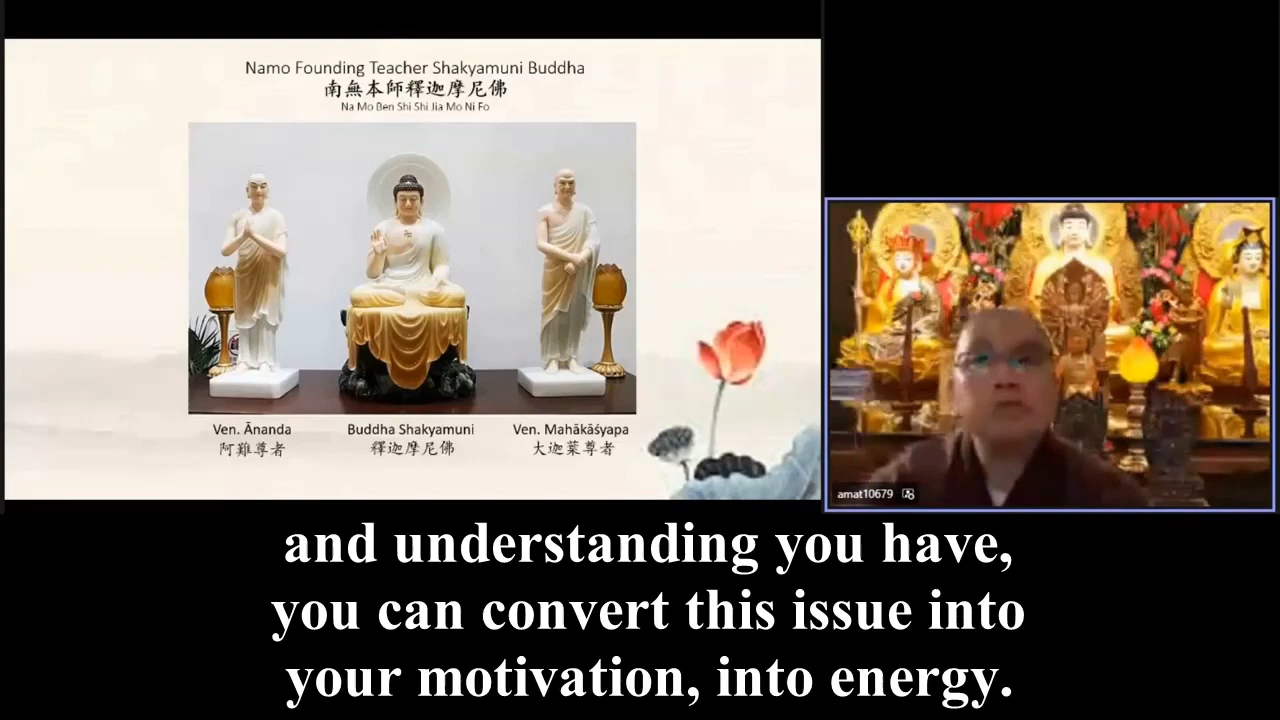 Namo Founding Teacher Shakyamuni Buddha
南無本師釋迦摩尼佛
Na Mo Ben Shi Shi Jia Mo Ni Fo
Ven. Ānanda
阿難尊者
Buddha Shakyamuni
釋迦摩尼佛
Ven. Mahākāśyapa
大迦葉尊者
amat10679
and understanding you have,
you can convert this issue into
your motivation, into energy.